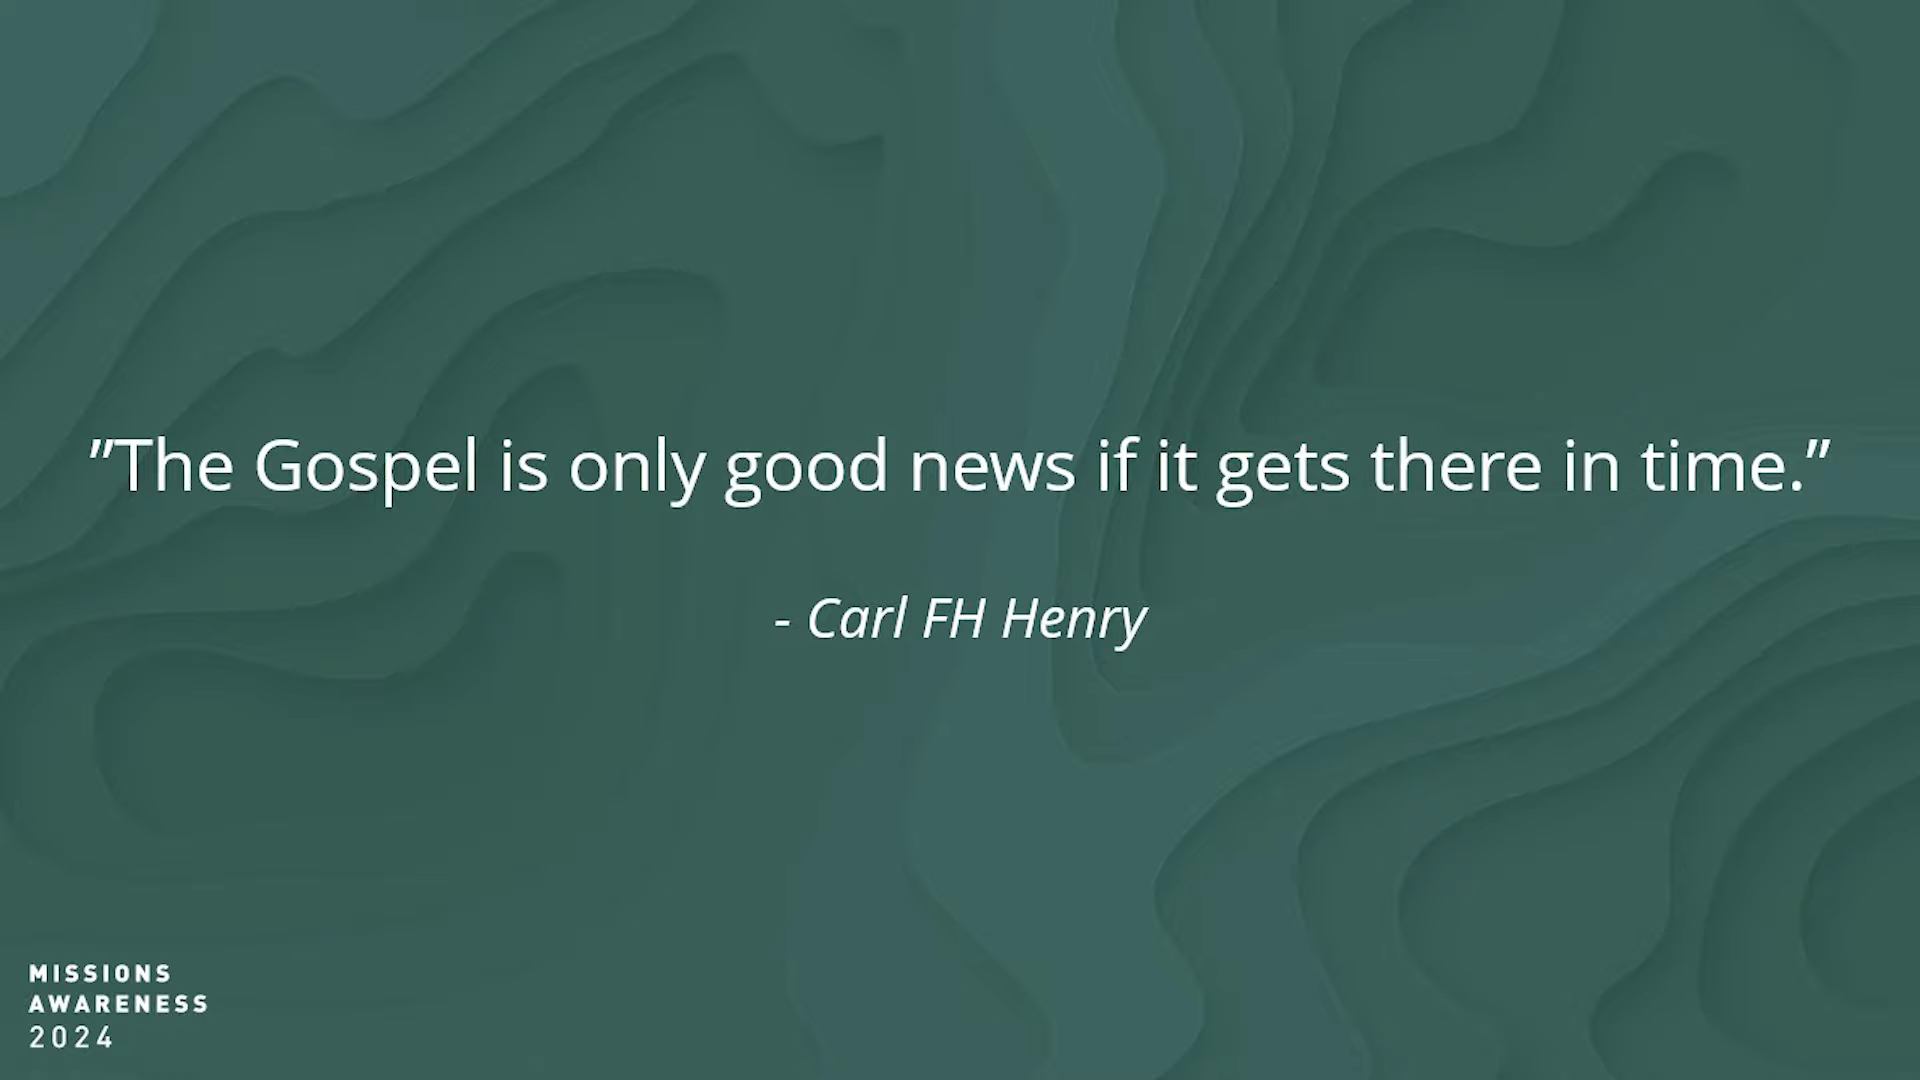 ”The Gospel is only good news if it gets there in time.”
- Carl FH Henry
MISSIONS
AWARENESS
2024